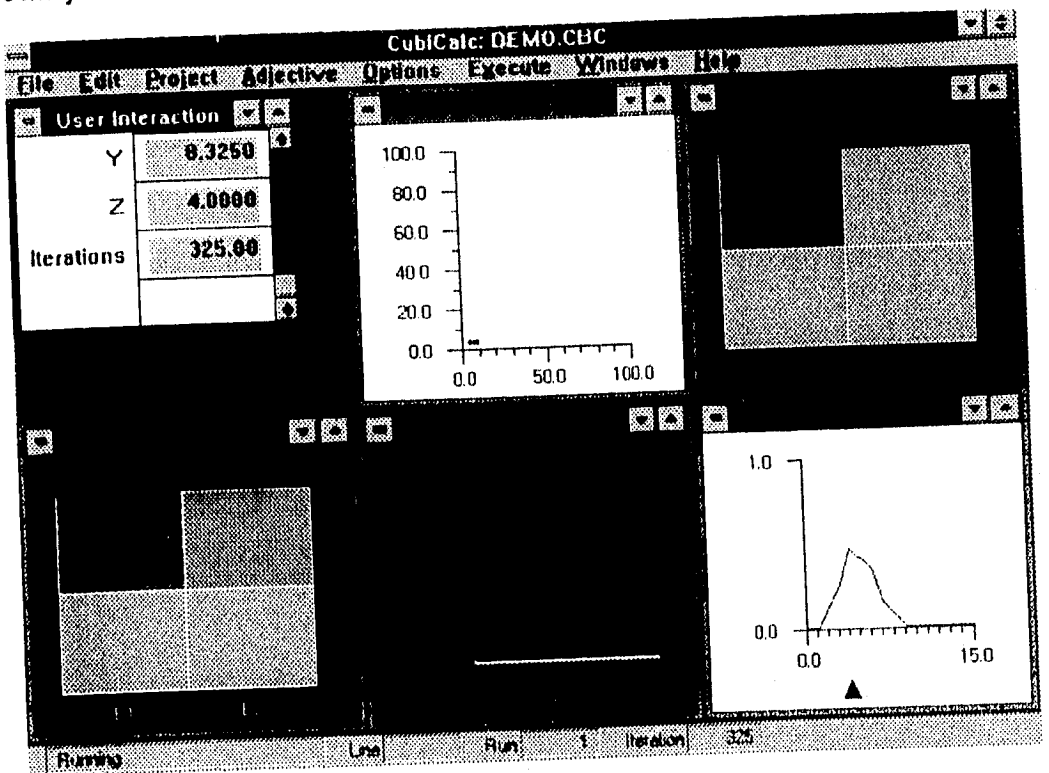 CubiCalc: DEMO.CBC
File Edit Project Adjective Options Execute Windows Help
User Interaction
Y 8.3250
Z 4.0000
Iterations 325.00
100.0
80.0
60.0
40.0
20.0
0.0
0.0 50.0 100.0
1.0
0.0
0.0 15.0
Running Line Run 1 Iteration 325